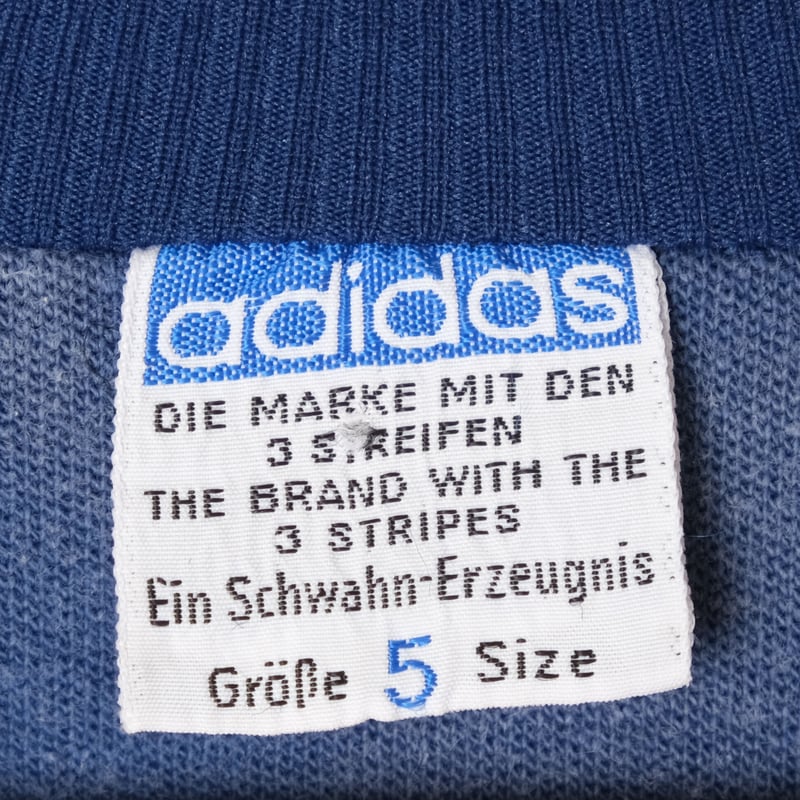 adidas
DIE MARKE MIT DEN
3 STREIFEN
THE BRAND WITH THE
3 STRIPES
Ein Schwahn-Erzeugnis
Größe 5 Size